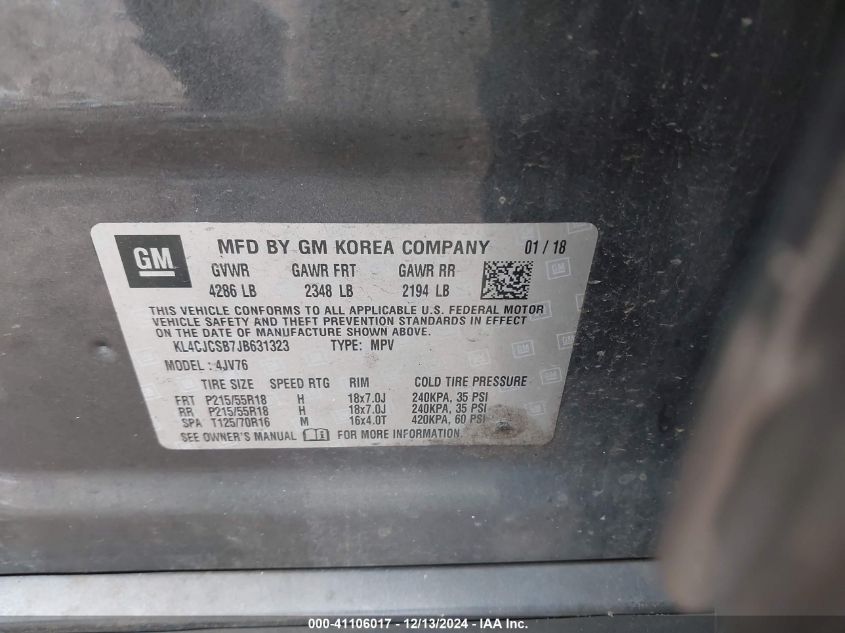 GM MFD BY GM KOREA COMPANY 01 / 18
GVWR GAWR FRT GAWR RR
4286 LB 2348 LB 2194 LB
THIS VEHICLE CONFORMS TO ALL APPLICABLE U.S. FEDERAL MOTOR
VEHICLE SAFETY AND THEFT PREVENTION STANDARDS IN EFFECT
ON THE DATE OF MANUFACTURE SHOWN ABOVE.
KL4CJCSB7JB631323 TYPE: MPV
MODEL : 4JV76
TIRE SIZE SPEED RTG RIM COLD TIRE PRESSURE
FRT P215/55R18 H 18x7.0J 240KPA, 35 PSI
RR P215/55R18 H 18x7.0J 240KPA, 35 PSI
SPA T125/70R16 M 16x4.0T 420KPA, 60 PSI
SEE OWNER'S MANUAL FOR MORE INFORMATION
000-41106017 - 12/13/2024 - IAA Inc.